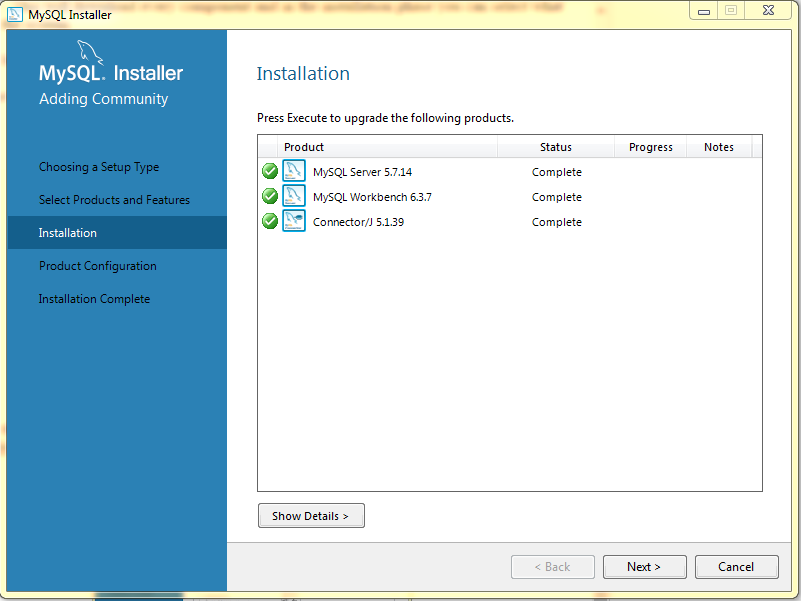 MySQL Installer
MySQL. Installer
Adding Community
Choosing a Setup Type
Select Products and Features
Installation
Product Configuration
Installation Complete
Installation
Press Execute to upgrade the following products.
Product Status Progress Notes
MySQL Server 5.7.14 Complete
MySQL Workbench 6.3.7 Complete
Connector/J 5.1.39 Complete
Show Details >
< Back Next > Cancel